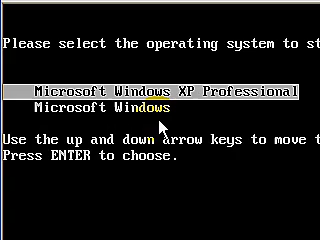 Please select the operating system to st
Microsoft Windows XP Professional
Microsoft Windows
Use the up and down arrow keys to move t
Press ENTER to choose.